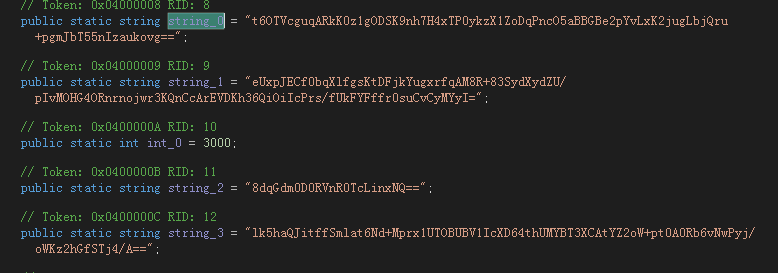 // Token: 0x04000008 RID: 8
public static string string_0 = "t6OTVcguqARkK0z1gODSK9nh7H4xTP0ykzX1ZoDqPncO5aBBGBe2pYvLxK2jugLbjQru
+pgmJbT55nIzaukovg==";
// Token: 0x04000009 RID: 9
public static string string_1 = "eUxpJECf0bqXlfgsKtDFjkYugxrfqAM8R+83SydXydZU/
pIvMOHG4ORnrnojwr3KQnCcArEVDKh36QiOiIcPrs/fUkFYFffr0suCvCyMYyI=";
// Token: 0x0400000A RID: 10
public static int int_0 = 3000;
// Token: 0x0400000B RID: 11
public static string string_2 = "8dqGdm0D0RVnR0TcLinxNQ==";
// Token: 0x0400000C RID: 12
public static string string_3 = "lk5haQJitffSmlat6Nd+Mprx1UTOBUBV1IcXD64thUMYBT3XCAtYZ2oW+pt0A0Rb6vNwPyj/
oWKz2hGfSTj4/A==";